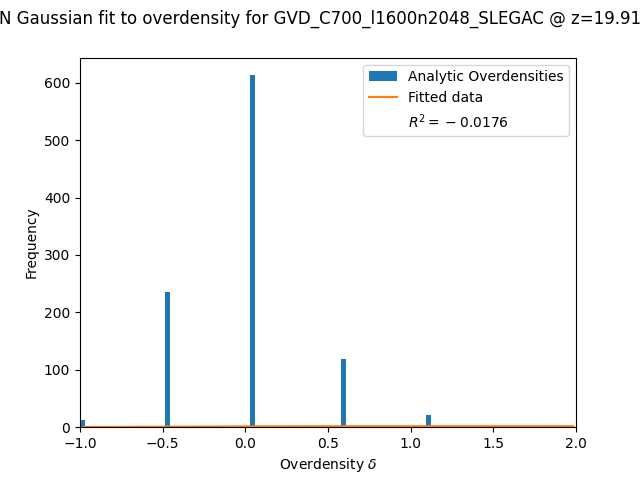 N Gaussian fit to overdensity for GVD_C700_l1600n2048_SLEGAC @ z=19.91
Analytic Overdensities
Fitted data
R² = − 0.0176
Frequency
600
500
400
300
200
100
0
−1.0 −0.5 0.0 0.5 1.0 1.5 2.0
Overdensity δ